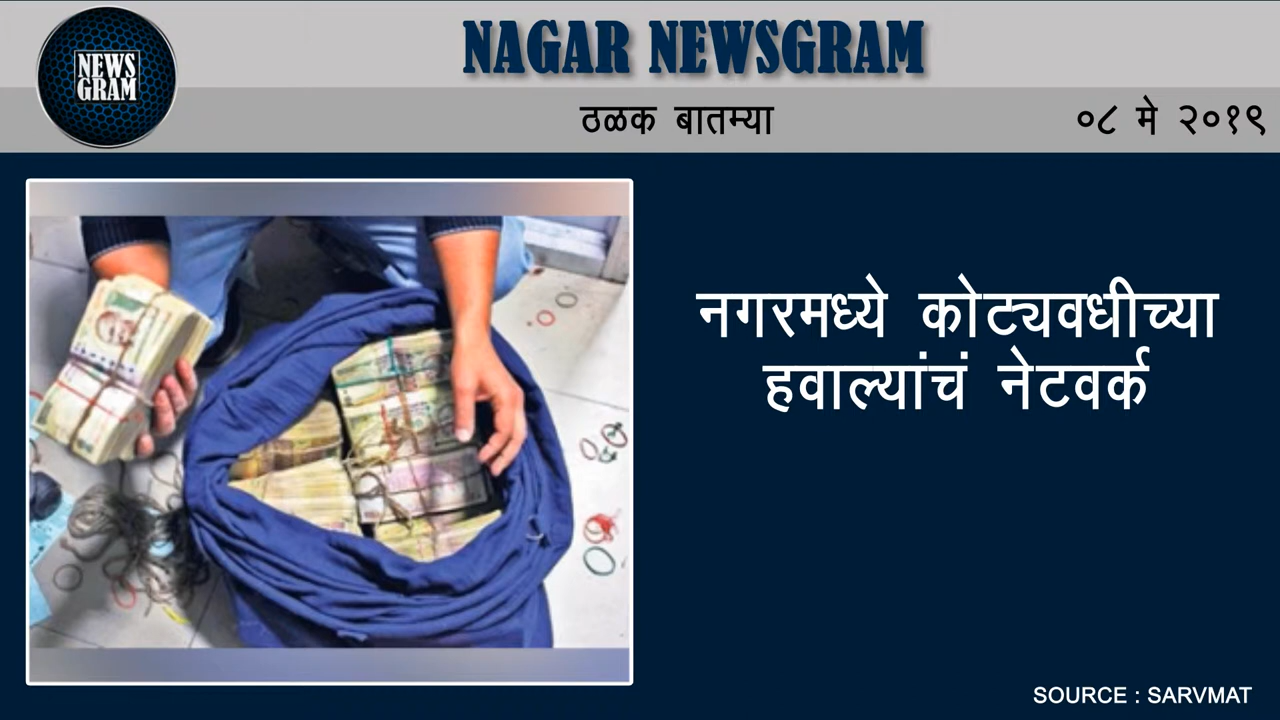 NEWS
GRAM
NAGAR NEWSGRAM
ठळक बातम्या
०८ मे २०१९
नगरमध्ये कोट्यवधीच्या
हवाल्यांचं नेटवर्क
SOURCE : SARVMAT